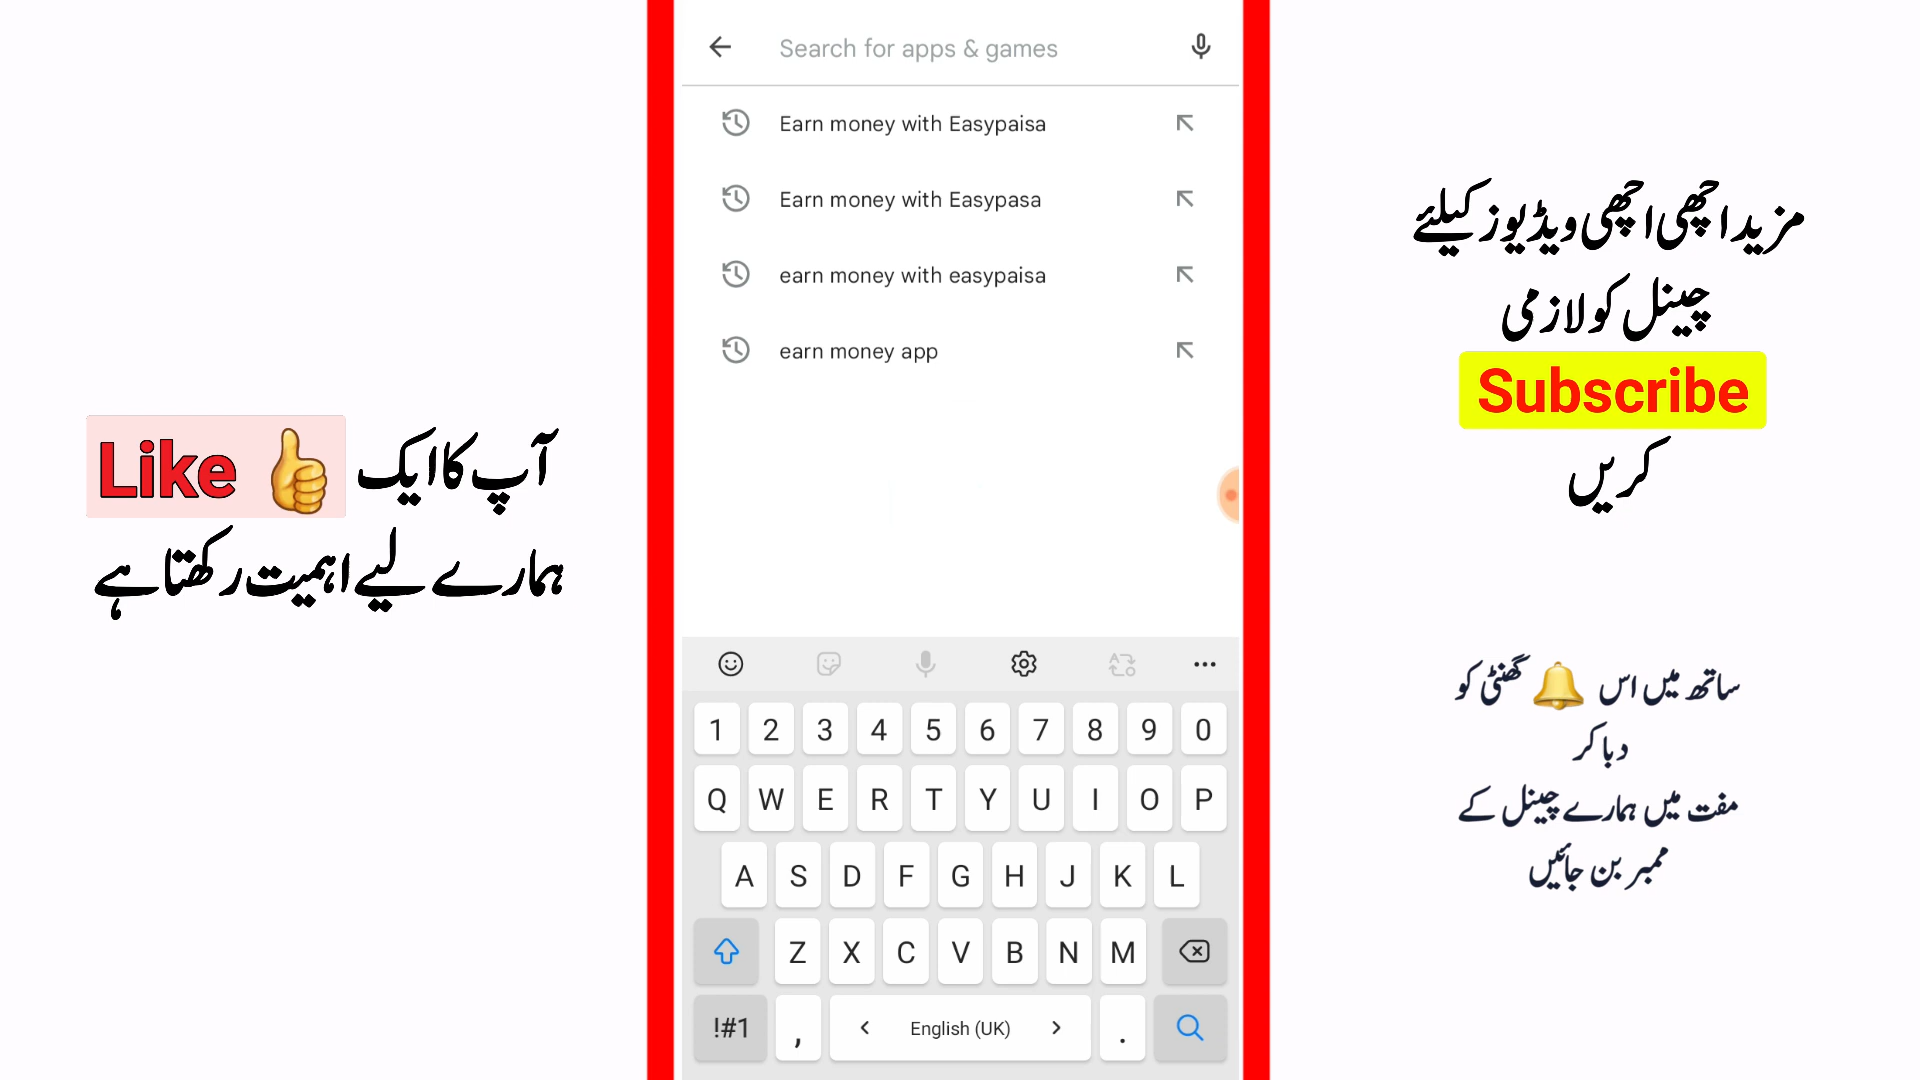 آپ کا ایک 👍 Like
ہمارے لیے اہمیت رکھتا ہے
Search for apps & games
Earn money with Easypaisa
Earn money with Easypasa
earn money with easypaisa
earn money app
1 2 3 4 5 6 7 8 9 0
Q W E R T Y U I O P
A S D F G H J K L
Z X C V B N M
!#1 , < English (UK) > .
مزید اچھی اچھی ویڈیوز کیلئے
چینل کو لازمی
Subscribe
کریں
ساتھ میں اس 🔔 گھنٹی کو
دبا کر
مفت میں ہمارے چینل کے
ممبر بن جائیں